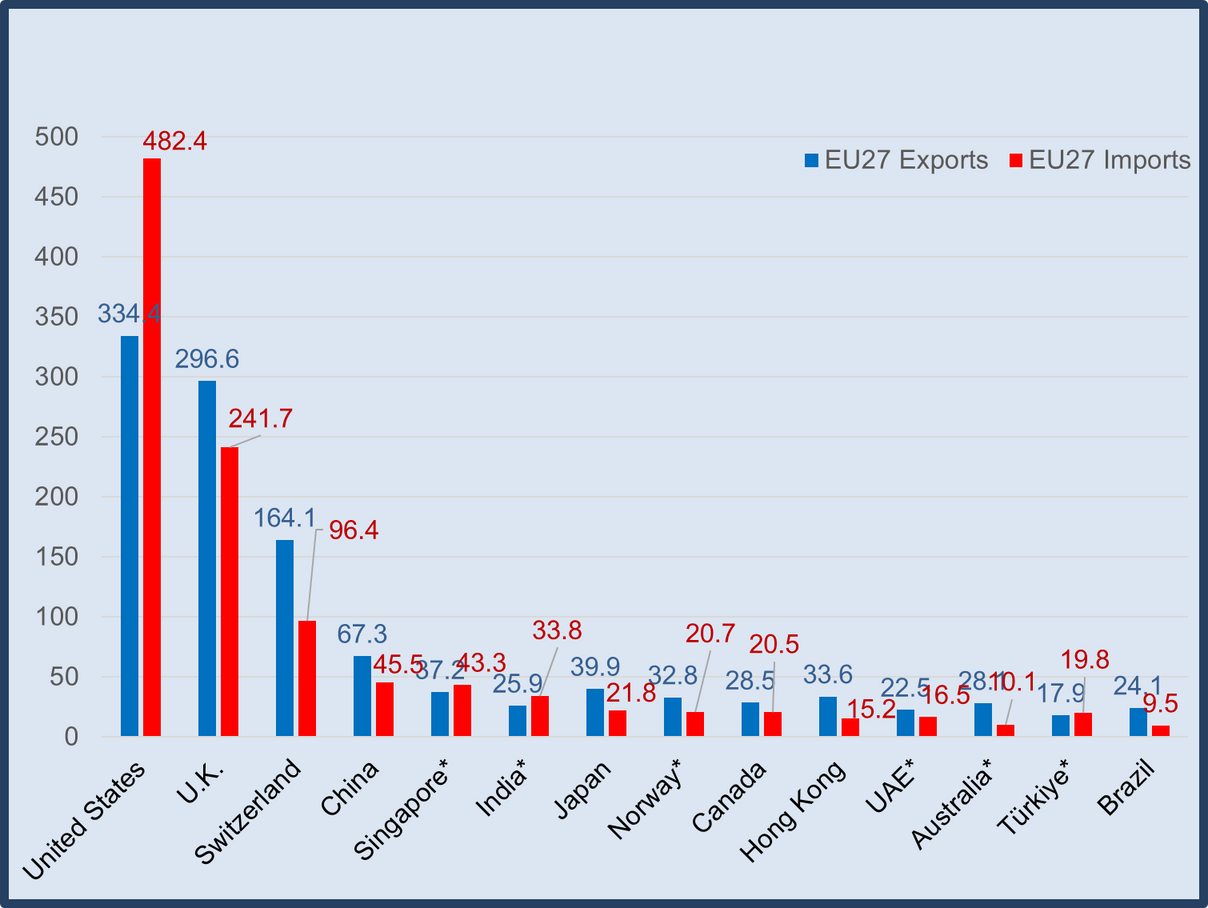 500
450
400
350
300
250
200
150
100
50
0
EU27 Exports
EU27 Imports
334.4
482.4
296.6
241.7
164.1
96.4
67.3
45.5
37.2
43.3
25.9
33.8
39.9
21.8
32.8
20.7
28.5
20.5
33.6
15.2
22.5
16.5
28.1
10.1
17.9
19.8
24.1
9.5
United States
U.K.
Switzerland
China
Singapore*
India*
Japan
Norway*
Canada
Hong Kong
UAE*
Australia*
Türkiye*
Brazil